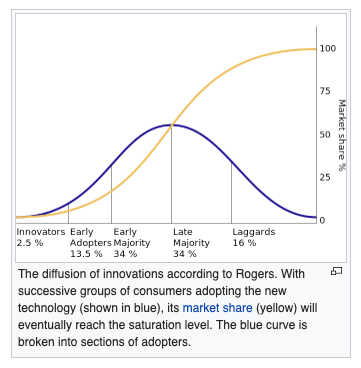 100
75
50
25
0
Market share %
Innovators
2.5 %
Early
Adopters
13.5 %
Early
Majority
34 %
Late
Majority
34 %
Laggards
16 %
The diffusion of innovations according to Rogers. With
successive groups of consumers adopting the new
technology (shown in blue), its market share (yellow) will
eventually reach the saturation level. The blue curve is
broken into sections of adopters.